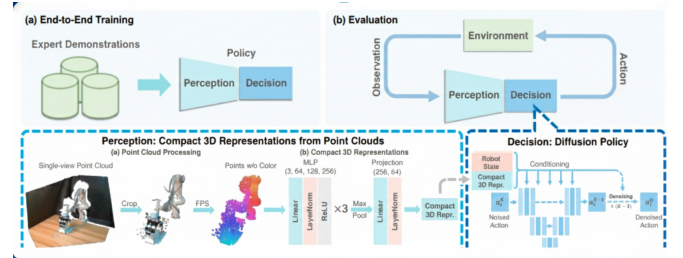 (a) End-to-End Training
Expert Demonstrations
Policy
Perception
Decision
(b) Evaluation
Environment
Observation
Action
Perception
Decision
Perception: Compact 3D Representations from Point Clouds
(a) Point Cloud Processing
(b) Compact 3D Representations
Single-view Point Cloud
Points w/o Color
MLP
(3, 64, 128, 256)
Projection
(256, 64)
Crop
FPS
Linear
LayerNorm
ReLU
×3
Max
Pool
Linear
LayerNorm
Compact
3D Repr.
Decision: Diffusion Policy
Robot
State
Compact
3D Repr.
Conditioning
Denoising
× (K − 1)
Noised
Action
Denoised
Action